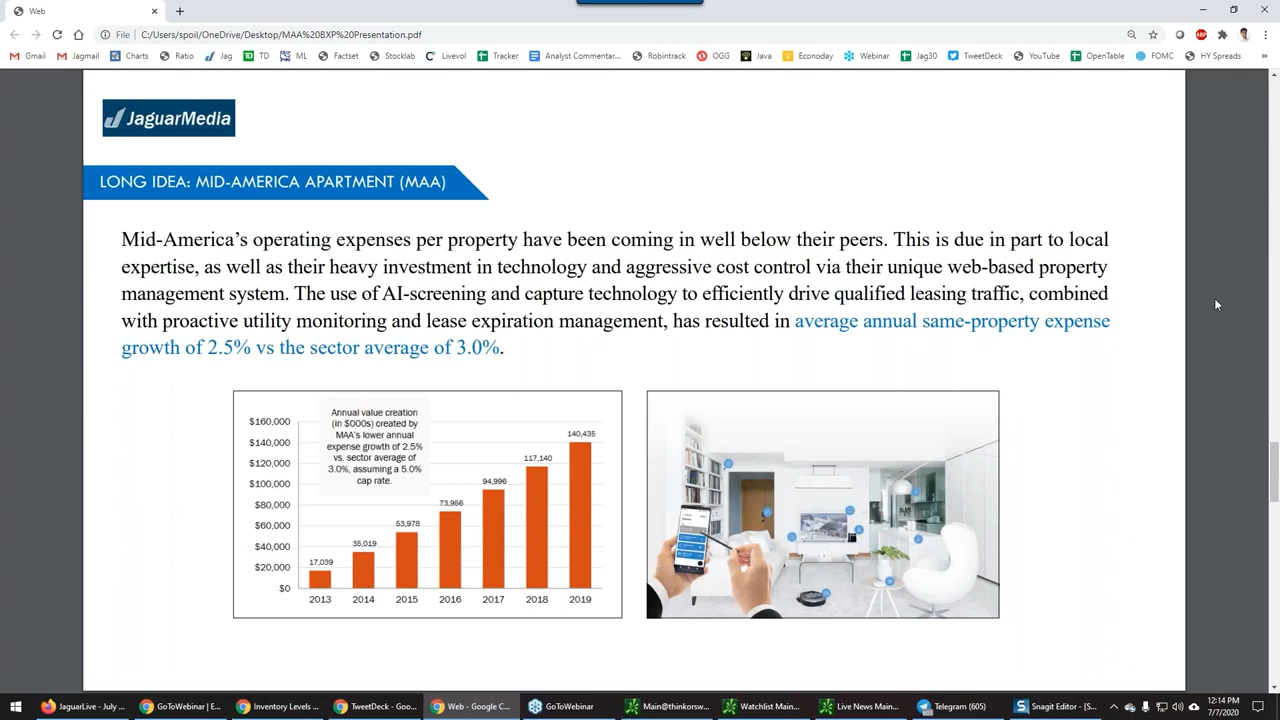 Web
File
C:/Users/spoil/OneDrive/Desktop/MAA%20BXP%20Presentation.pdf
Gmail
Jagmail
Charts
Ratio
Jag
TD
ML
Factset
Stocklab
Livevol
Tracker
Analyst Commentar...
Robintrack
OGG
Java
Econoday
Webinar
Jag30
TweetDeck
YouTube
OpenTable
FOMC
HY Spreads
JaguarMedia
LONG IDEA: MID-AMERICA APARTMENT (MAA)
Mid-America’s operating expenses per property have been coming in well below their peers. This is due in part to local
expertise, as well as their heavy investment in technology and aggressive cost control via their unique web-based property
management system. The use of AI-screening and capture technology to efficiently drive qualified leasing traffic, combined
with proactive utility monitoring and lease expiration management, has resulted in average annual same-property expense
growth of 2.5% vs the sector average of 3.0%.
Annual value creation
(in $000s) created by
MAA's lower annual
expense growth of 2.5%
vs. sector average of
3.0%, assuming a 5.0%
cap rate.
$160,000
$140,000
$120,000
$100,000
$80,000
$60,000
$40,000
$20,000
$0
17,039
35,019
53,978
73,956
94,996
117,140
140,435
2013
2014
2015
2016
2017
2018
2019
JaguarLive - July ...
GoToWebinar | E...
Inventory Levels ...
TweetDeck - Goo...
Web - Google C...
GoToWebinar
Main@thinkorsw...
Watchlist Main...
Live News Main...
Telegram (605)
Snagit Editor - [S...
12:14 PM
7/7/2020